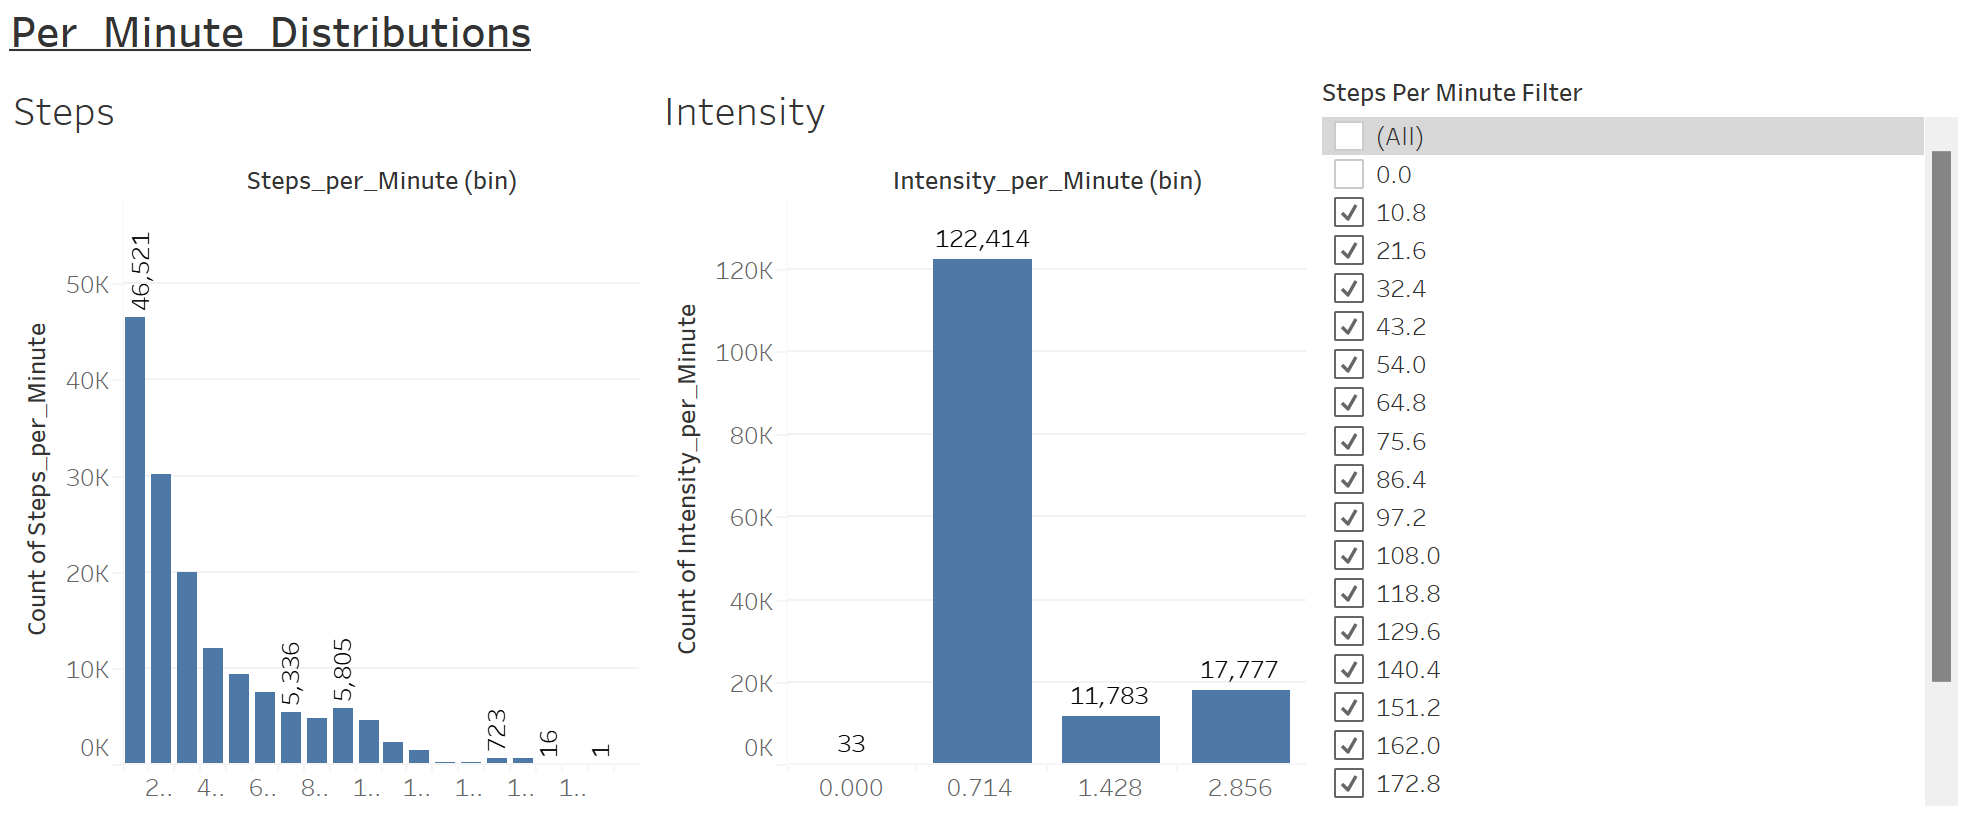 Per Minute Distributions
Steps
Steps_per_Minute (bin)
Count of Steps_per_Minute
50K
40K
30K
20K
10K
0K
46,521
5,336
5,805
723
16
1
2..
4..
6..
8..
1..
1..
1..
1..
1..
Intensity
Intensity_per_Minute (bin)
Count of Intensity_per_Minute
120K
100K
80K
60K
40K
20K
0K
33
122,414
11,783
17,777
0.000
0.714
1.428
2.856
Steps Per Minute Filter
(All)
0.0
10.8
21.6
32.4
43.2
54.0
64.8
75.6
86.4
97.2
108.0
118.8
129.6
140.4
151.2
162.0
172.8